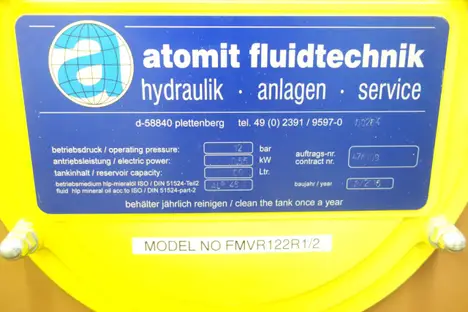 a atomit fluidtechnik
hydraulik · anlagen · service
d-58840 plettenberg tel. 49 (0) 2391 / 9597-0
betriebsdruck / operating pressure: 12 bar
antriebsleistung / electric power: kW
tankinhalt / reservoir capacity: Ltr.
auftrags-nr.
contract nr.
betriebsmedium hlp-mieralöl ISO / DIN 51524-Teil2
fluid hlp mineral oil acc to ISO / DIN 51524-part-2
baujahr / year
behälter jährlich reinigen / clean the tank once a year
MODEL NO FMVR122R1/2